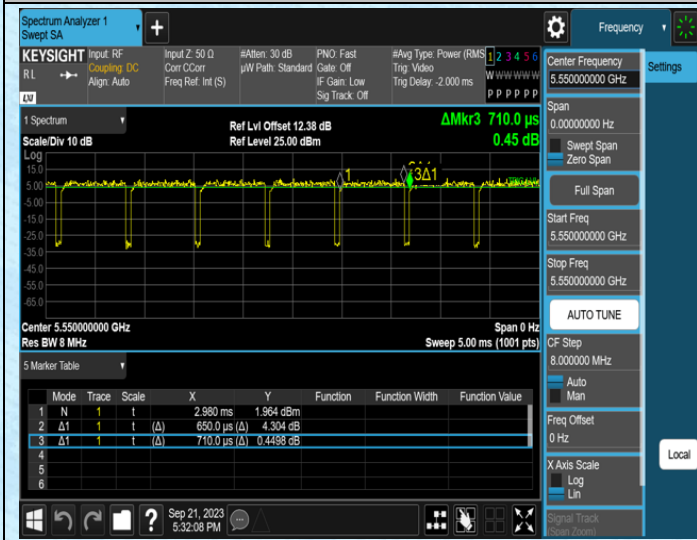 Spectrum Analyzer 1
Swept SA
Frequency
KEYSIGHT Input: RF
RL
Coupling: DC
Align: Auto
LXI
Input Z: 50 Ω
Corr CCorr
Freq Ref: Int (S)
#Atten: 30 dB
µW Path: Standard
PNO: Fast
Gate: Off
IF Gain: Low
Sig Track: Off
#Avg Type: Power (RMS
Trig: Video
Trig Delay: -2.000 ms
1 2 3 4 5 6
W W W W W W
P P P P P P
1 Spectrum
Scale/Div 10 dB
Ref Lvl Offset 12.38 dB
Ref Level 25.00 dBm
ΔMkr3 710.0 µs
0.45 dB
Log
15.0
5.00
-5.00
-15.0
-25.0
-35.0
-45.0
-55.0
-65.0
1
3Δ1
Center 5.550000000 GHz
Res BW 8 MHz
Span 0 Hz
Sweep 5.00 ms (1001 pts)
5 Marker Table
Mode Trace Scale X Y Function Function Width Function Value
1 N 1 t 2.980 ms 1.964 dBm
2 Δ1 1 t (Δ) 650.0 µs (Δ) 4.304 dB
3 Δ1 1 t (Δ) 710.0 µs (Δ) 0.4498 dB
4
5
6
Sep 21, 2023
5:32:08 PM
?
Center Frequency
5.550000000 GHz
Settings
Span
0.00000000 Hz
Swept Span
Zero Span
Full Span
Start Freq
5.550000000 GHz
Stop Freq
5.550000000 GHz
AUTO TUNE
CF Step
8.000000 MHz
Auto
Man
Freq Offset
0 Hz
X Axis Scale
Log
Lin
Signal Track
(Span Zoom)
Local